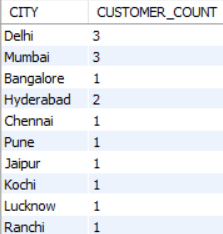 CITY CUSTOMER_COUNT
Delhi 3
Mumbai 3
Bangalore 1
Hyderabad 2
Chennai 1
Pune 1
Jaipur 1
Kochi 1
Lucknow 1
Ranchi 1